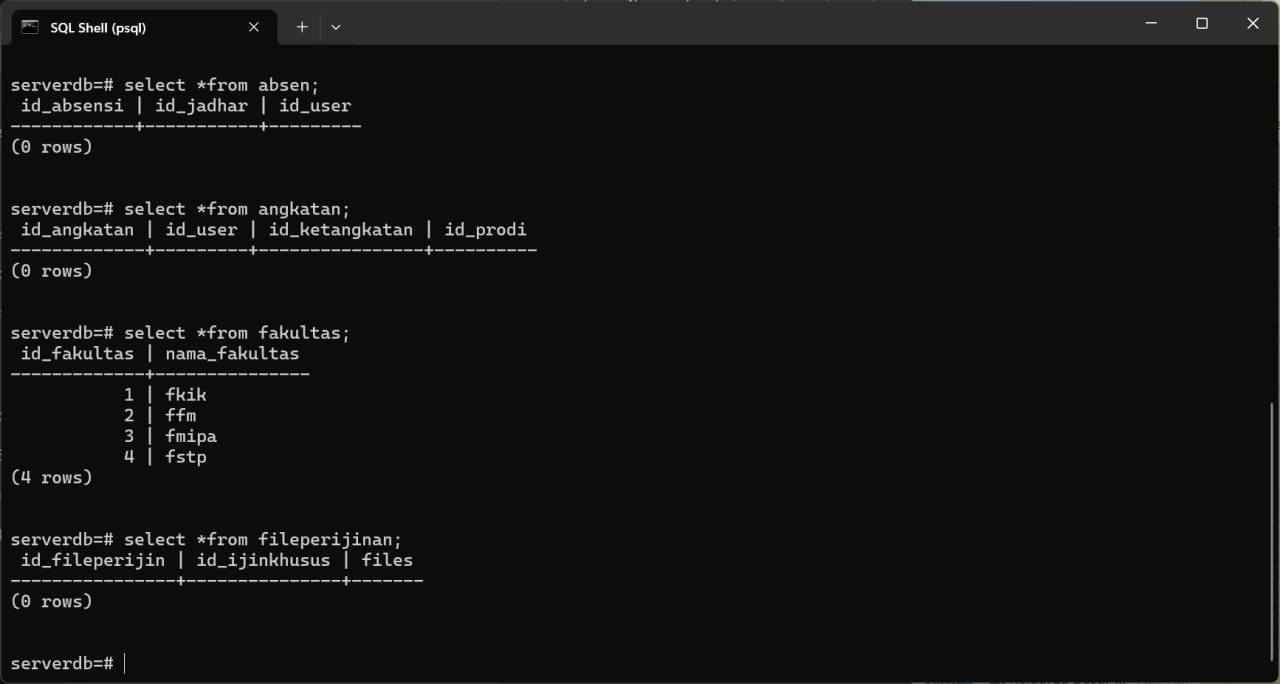 SQL Shell (psql)
serverdb=# select *from absen;
 id_absensi | id_jadhar | id_user
------------+-----------+---------
(0 rows)
serverdb=# select *from angkatan;
 id_angkatan | id_user | id_ketangkatan | id_prodi
-------------+---------+----------------+----------
(0 rows)
serverdb=# select *from fakultas;
 id_fakultas | nama_fakultas
-------------+---------------
           1 | fkik
           2 | ffm
           3 | fmipa
           4 | fstp
(4 rows)
serverdb=# select *from fileperijinan;
 id_fileperijin | id_ijinkhusus | files
----------------+---------------+-------
(0 rows)
serverdb=#